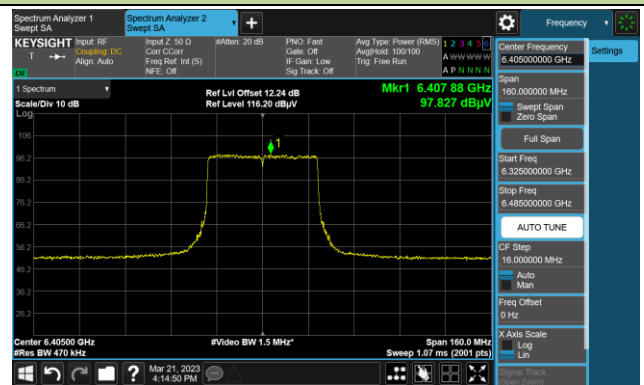 Spectrum Analyzer 1
Swept SA
Spectrum Analyzer 2
Swept SA
+
Frequency
KEYSIGHT
T
LW
Input: RF
Coupling: DC
Align: Auto
Input Z: 50 Ω
Corr CCorr
Freq Ref: Int (S)
NFE: Off
#Atten: 20 dB
PNO: Fast
Gate: Off
IF Gain: Low
Sig Track: Off
Avg Type: Power (RMS)
Avg|Hold: 100/100
Trig: Free Run
1 2 3 4 5 6
A W W W W W
A P N N N N
Settings
1 Spectrum
Scale/Div 10 dB
Log
Ref Lvl Offset 12.24 dB
Ref Level 116.20 dBµV
Mkr1 6.407 88 GHz
97.827 dBµV
1
106
96.2
86.2
76.2
66.2
56.2
46.2
36.2
26.2
Center 6.40500 GHz
#Res BW 470 kHz
#Video BW 1.5 MHz*
Span 160.0 MHz
Sweep 1.07 ms (2001 pts)
Center Frequency
6.405000000 GHz
Span
160.000000 MHz
Swept Span
Zero Span
Full Span
Start Freq
6.325000000 GHz
Stop Freq
6.485000000 GHz
AUTO TUNE
CF Step
16.000000 MHz
Auto
Man
Freq Offset
0 Hz
X Axis Scale
Log
Lin
Signal Track
(Span Zoom)
?
Mar 21, 2023
4:14:50 PM